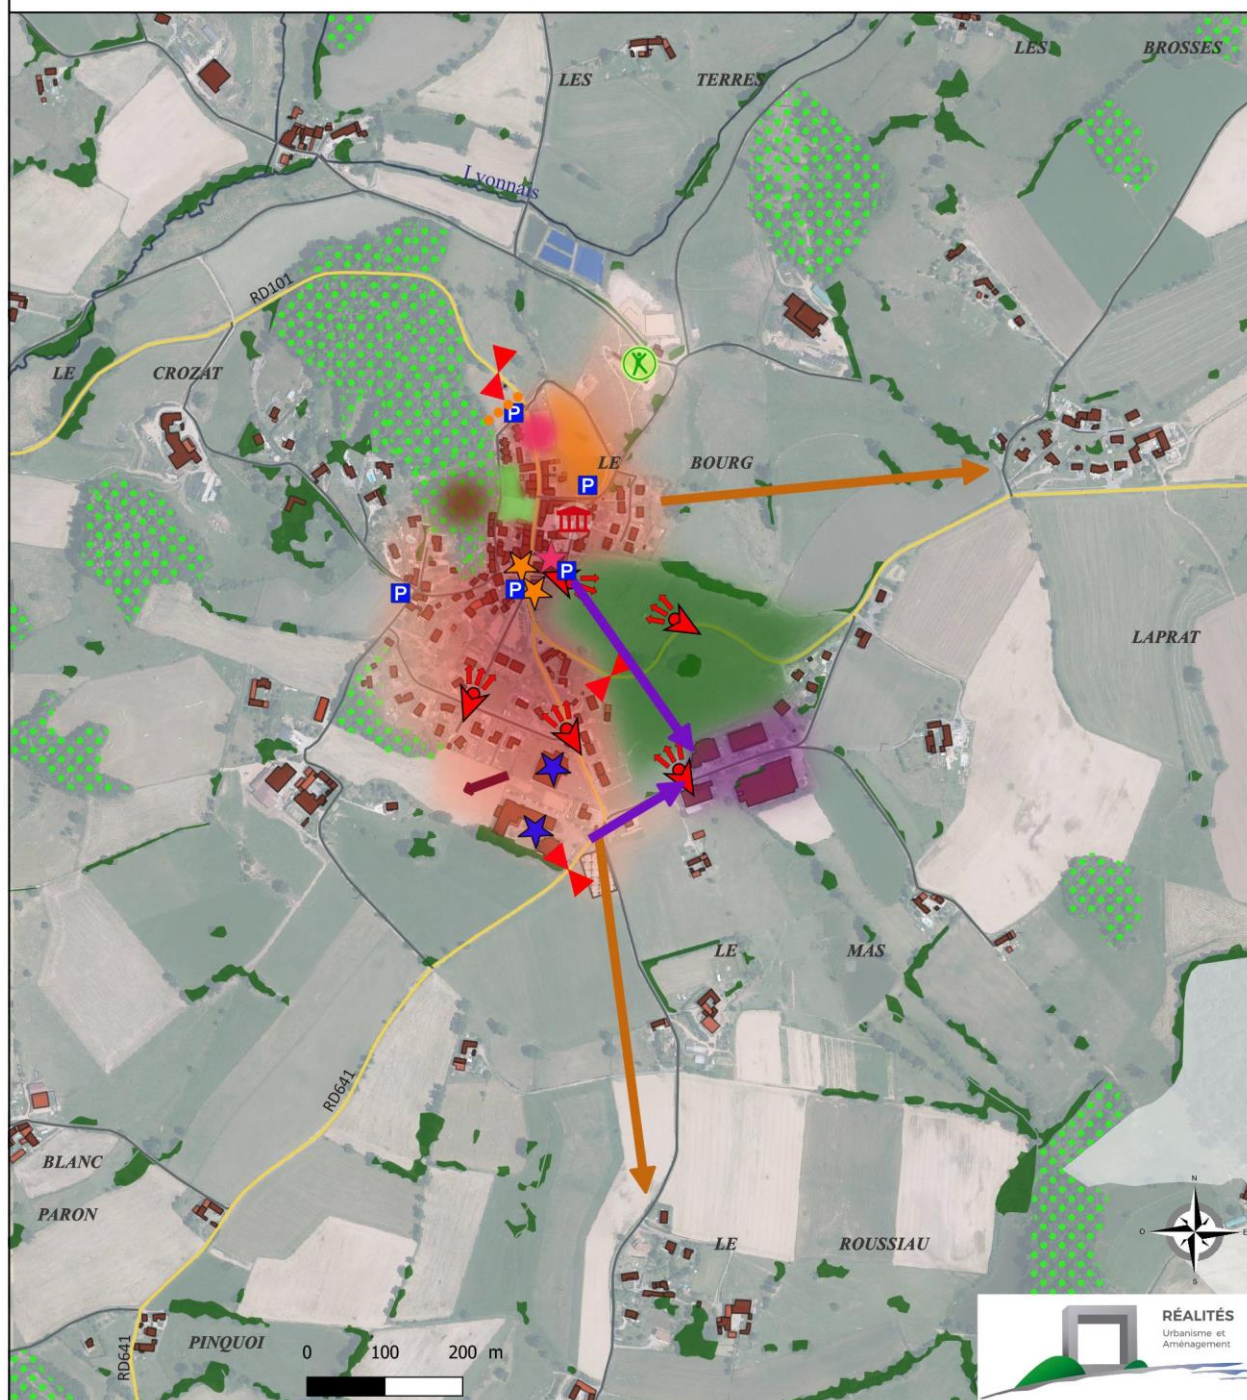 LES TERRES
LES BROSSES
Lyonnais
RD101
LE CROZAT
P
LE BOURG
P
P
P
P
LAPRAT
LE MAS
RD641
BLANC
PARON
N
O E
S
LE ROUSSIAU
RD641
PINQUOI
0 100 200 m
RÉALITÉS
Urbanisme et
Aménagement